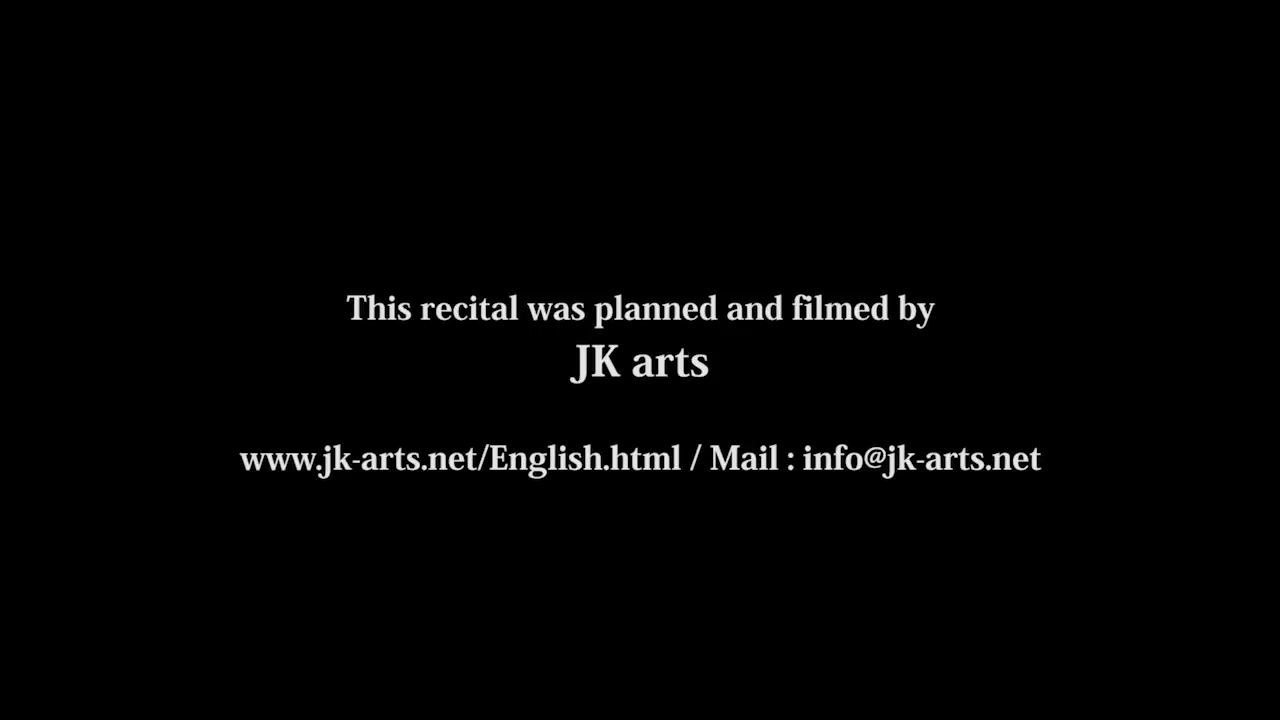 This recital was planned and filmed by
JK arts
www.jk-arts.net/English.html / Mail : info@jk-arts.net